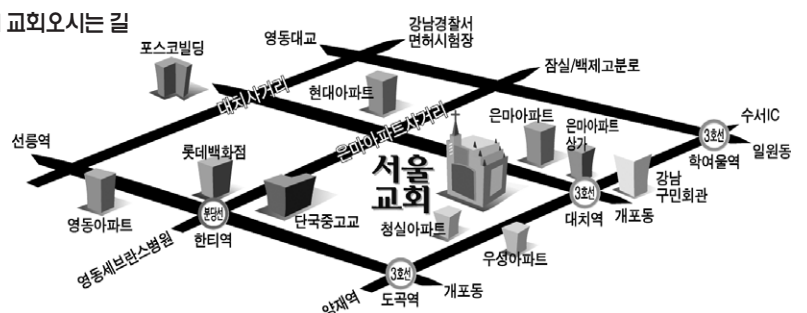 교회오시는 길
영동대교
강남경찰서
면허시험장
포스코빌딩
잠실/백제고분로
대치사거리
현대아파트
은마아파트사거리
은마아파트
은마아파트
상가
수서IC
3호선
학여울역
일원동
선릉역
롯데백화점
서울
교회
강남
구민회관
3호선
대치역
개포동
영동아파트
분당선
한티역
단국중고교
청실아파트
우성아파트
영동세브란스병원
3호선
도곡역
개포동
양재역